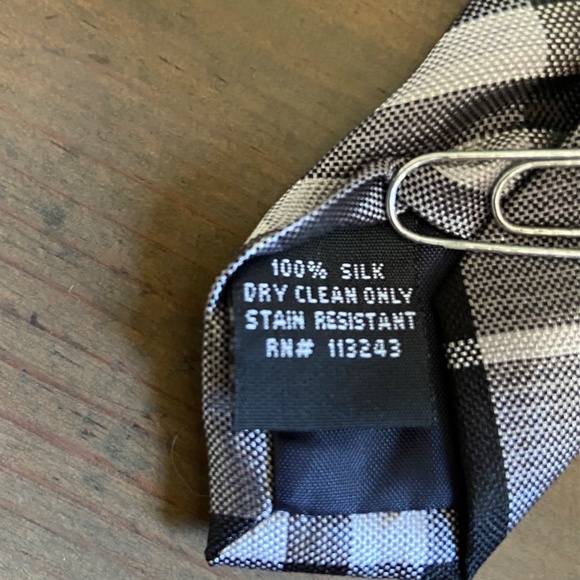 100% SILK
DRY CLEAN ONLY
STAIN RESISTANT
RN# 113243